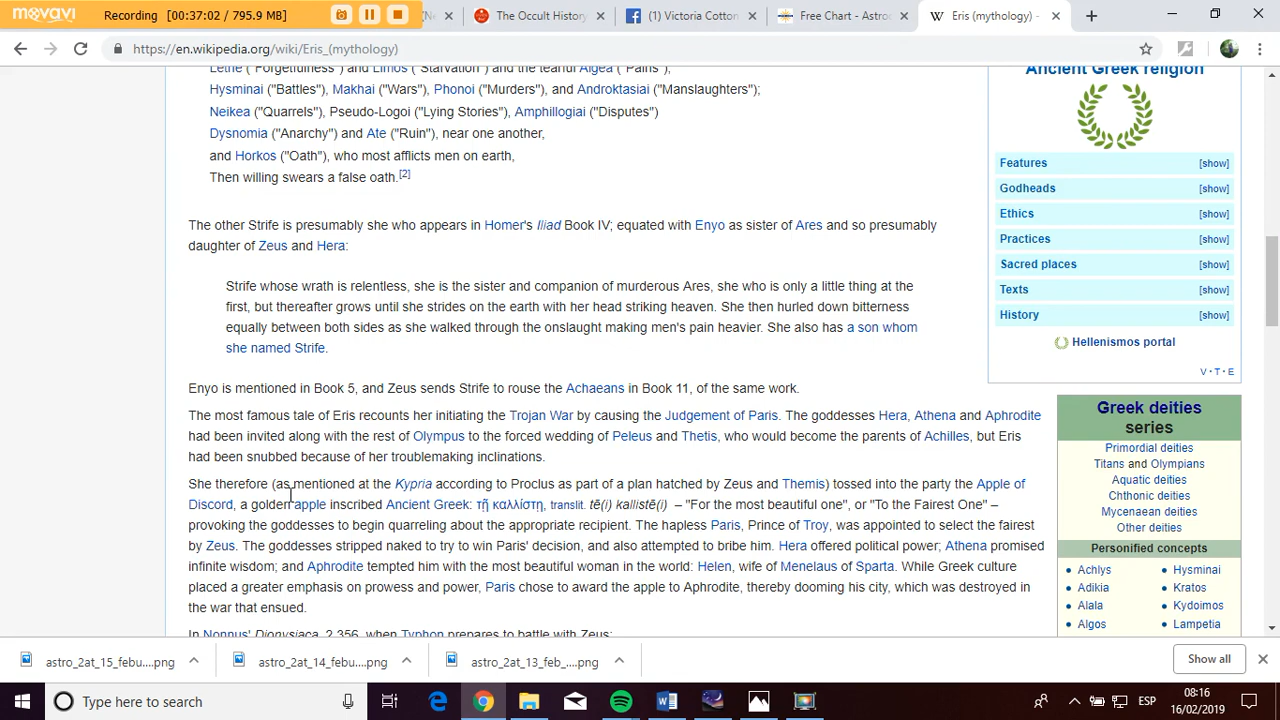 movavi Recording [00:37:02 / 795.9 MB]
The Occult History
(1) Victoria Cotton
Free Chart - Astro
Eris (mythology) -
https://en.wikipedia.org/wiki/Eris_(mythology)
Lethe ("Forgetfulness") and Limos ("Starvation") and the tearful Algea ("Pains"),
Hysminai ("Battles"), Makhai ("Wars"), Phonoi ("Murders"), and Androktasiai ("Manslaughters");
Neikea ("Quarrels"), Pseudo-Logoi ("Lying Stories"), Amphillogiai ("Disputes")
Dysnomia ("Anarchy") and Ate ("Ruin"), near one another,
and Horkos ("Oath"), who most afflicts men on earth,
Then willing swears a false oath.[2]
The other Strife is presumably she who appears in Homer's Iliad Book IV; equated with Enyo as sister of Ares and so presumably
daughter of Zeus and Hera:
Strife whose wrath is relentless, she is the sister and companion of murderous Ares, she who is only a little thing at the
first, but thereafter grows until she strides on the earth with her head striking heaven. She then hurled down bitterness
equally between both sides as she walked through the onslaught making men's pain heavier. She also has a son whom
she named Strife.
Enyo is mentioned in Book 5, and Zeus sends Strife to rouse the Achaeans in Book 11, of the same work.
The most famous tale of Eris recounts her initiating the Trojan War by causing the Judgement of Paris. The goddesses Hera, Athena and Aphrodite
had been invited along with the rest of Olympus to the forced wedding of Peleus and Thetis, who would become the parents of Achilles, but Eris
had been snubbed because of her troublemaking inclinations.
She therefore (as mentioned at the Kypria according to Proclus as part of a plan hatched by Zeus and Themis) tossed into the party the Apple of
Discord, a golden apple inscribed Ancient Greek: τῇ καλλίστῃ, translit. tē(i) kallistē(i) – "For the most beautiful one", or "To the Fairest One" –
provoking the goddesses to begin quarreling about the appropriate recipient. The hapless Paris, Prince of Troy, was appointed to select the fairest
by Zeus. The goddesses stripped naked to try to win Paris' decision, and also attempted to bribe him. Hera offered political power; Athena promised
infinite wisdom; and Aphrodite tempted him with the most beautiful woman in the world: Helen, wife of Menelaus of Sparta. While Greek culture
placed a greater emphasis on prowess and power, Paris chose to award the apple to Aphrodite, thereby dooming his city, which was destroyed in
the war that ensued.
In Nonnus' Dionysiaca, 2.356, when Typhon prepares to battle with Zeus:
Ancient Greek religion
Features [show]
Godheads [show]
Ethics [show]
Practices [show]
Sacred places [show]
Texts [show]
History [show]
Hellenismos portal
V · T · E
Greek deities
series
Primordial deities
Titans and Olympians
Aquatic deities
Chthonic deities
Mycenaean deities
Other deities
Personified concepts
Achlys Hysminai
Adikia Kratos
Alala Kydoimos
Algos Lampetia
astro_2at_15_febu....png
astro_2at_14_febu....png
astro_2at_13_feb_....png
Show all
Type here to search
ESP
08:16
16/02/2019